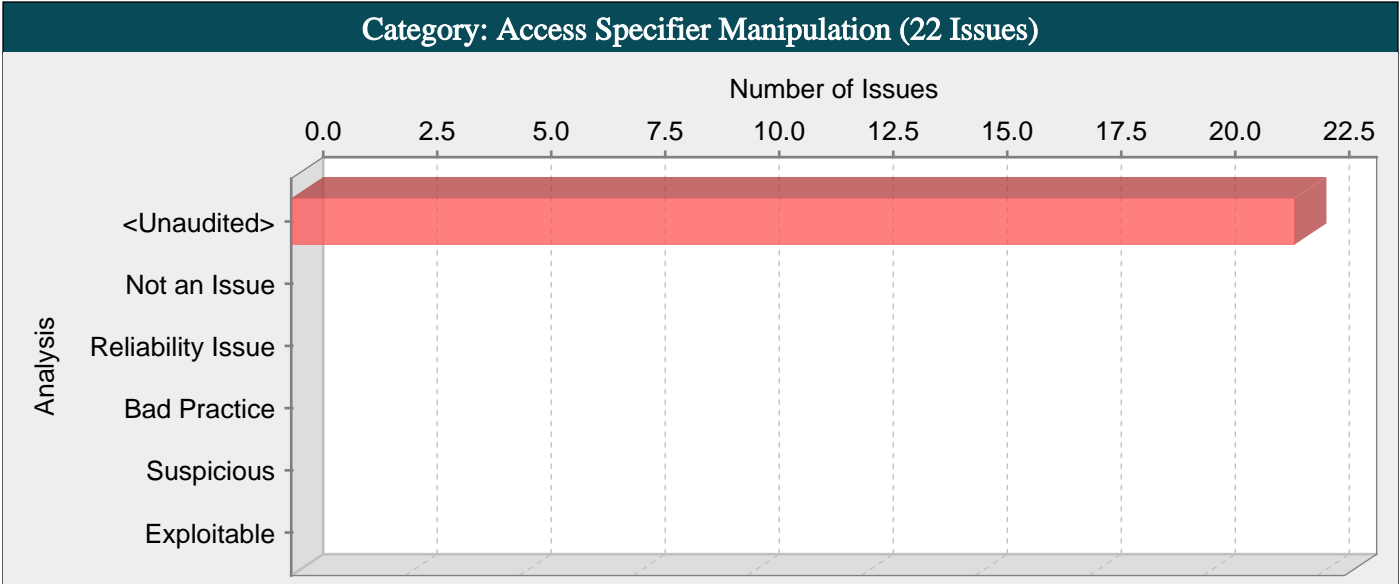 Category: Access Specifier Manipulation (22 Issues)
Number of Issues
0.0 2.5 5.0 7.5 10.0 12.5 15.0 17.5 20.0 22.5
<Unaudited>
Not an Issue
Reliability Issue
Bad Practice
Suspicious
Exploitable
Analysis